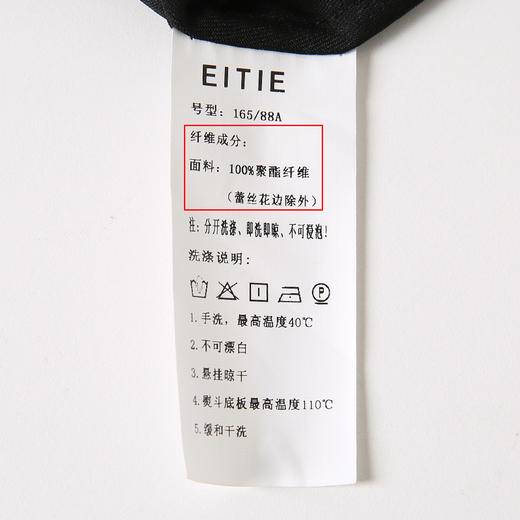 EITIE
号型: 165/88A
纤维成分:
面料: 100%聚酯纤维
(蕾丝花边除外)
注: 分开洗涤、即洗即晾、不可浸泡!
洗涤说明:
P
1.手洗，最高温度40℃
2.不可漂白
3.悬挂晾干
4.熨斗底板最高温度110℃
5.缓和干洗